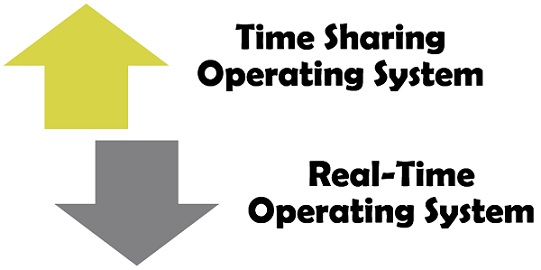 Time Sharing
Operating System
Real-Time
Operating System